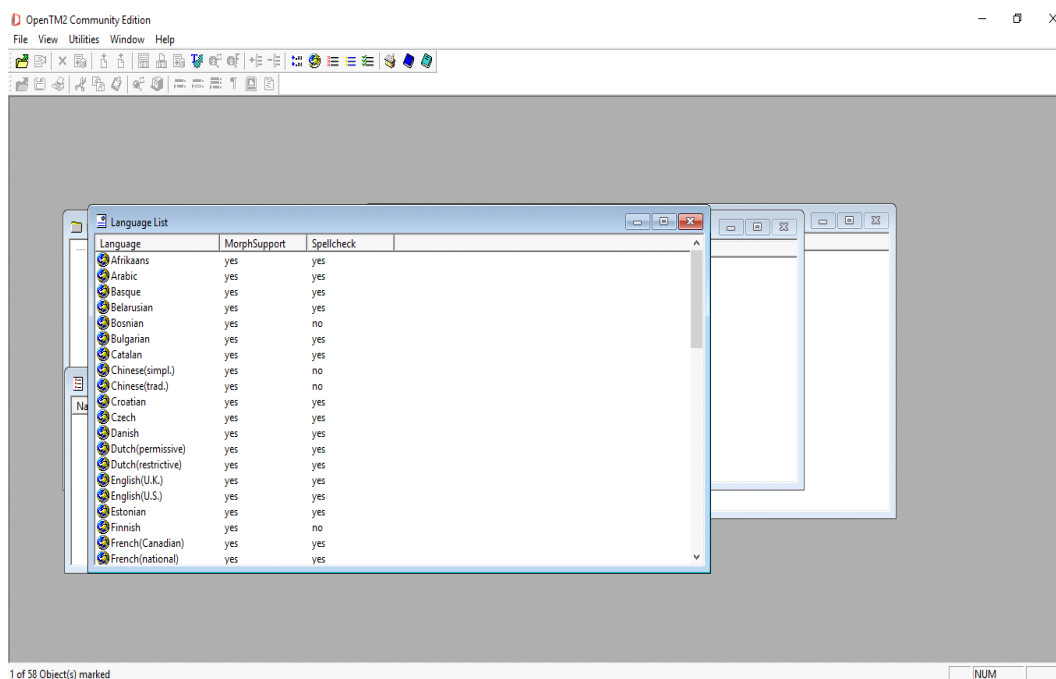 OpenTM2 Community Edition
File View Utilities Window Help
Language List
Language MorphSupport Spellcheck
Afrikaans yes yes
Arabic yes yes
Basque yes yes
Belarusian yes yes
Bosnian yes no
Bulgarian yes yes
Catalan yes yes
Chinese(simpl.) yes no
Chinese(trad.) yes no
Croatian yes yes
Czech yes yes
Danish yes yes
Dutch(permissive) yes yes
Dutch(restrictive) yes yes
English(U.K.) yes yes
English(U.S.) yes yes
Estonian yes yes
Finnish yes no
French(Canadian) yes yes
French(national) yes yes
Na
1 of 58 Object(s) marked
NUM